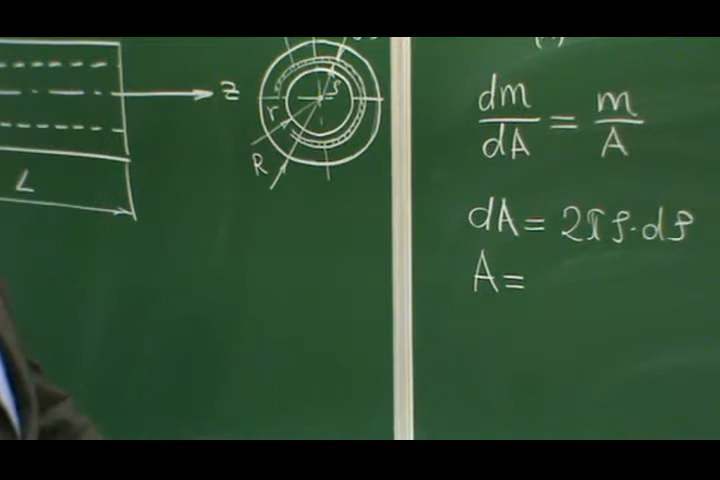 z
ρ
r
R
L
dm/dA = m/A
dA = 2πρ·dρ
A =